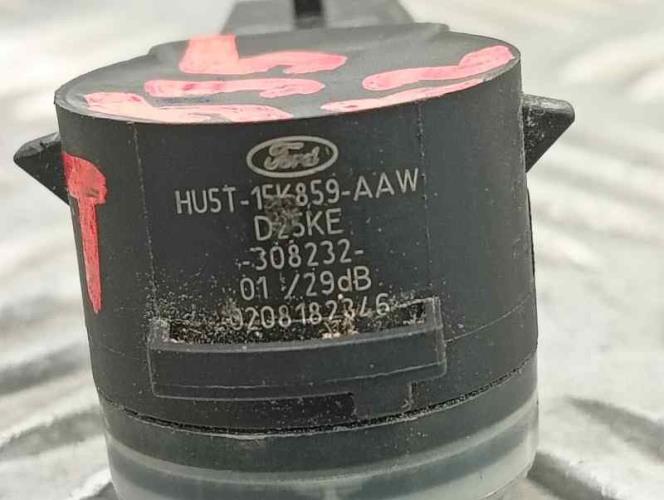 Ford
HU5T-15K859-AAW
D25KE
-308232-
01 /29dB
0208182346
T